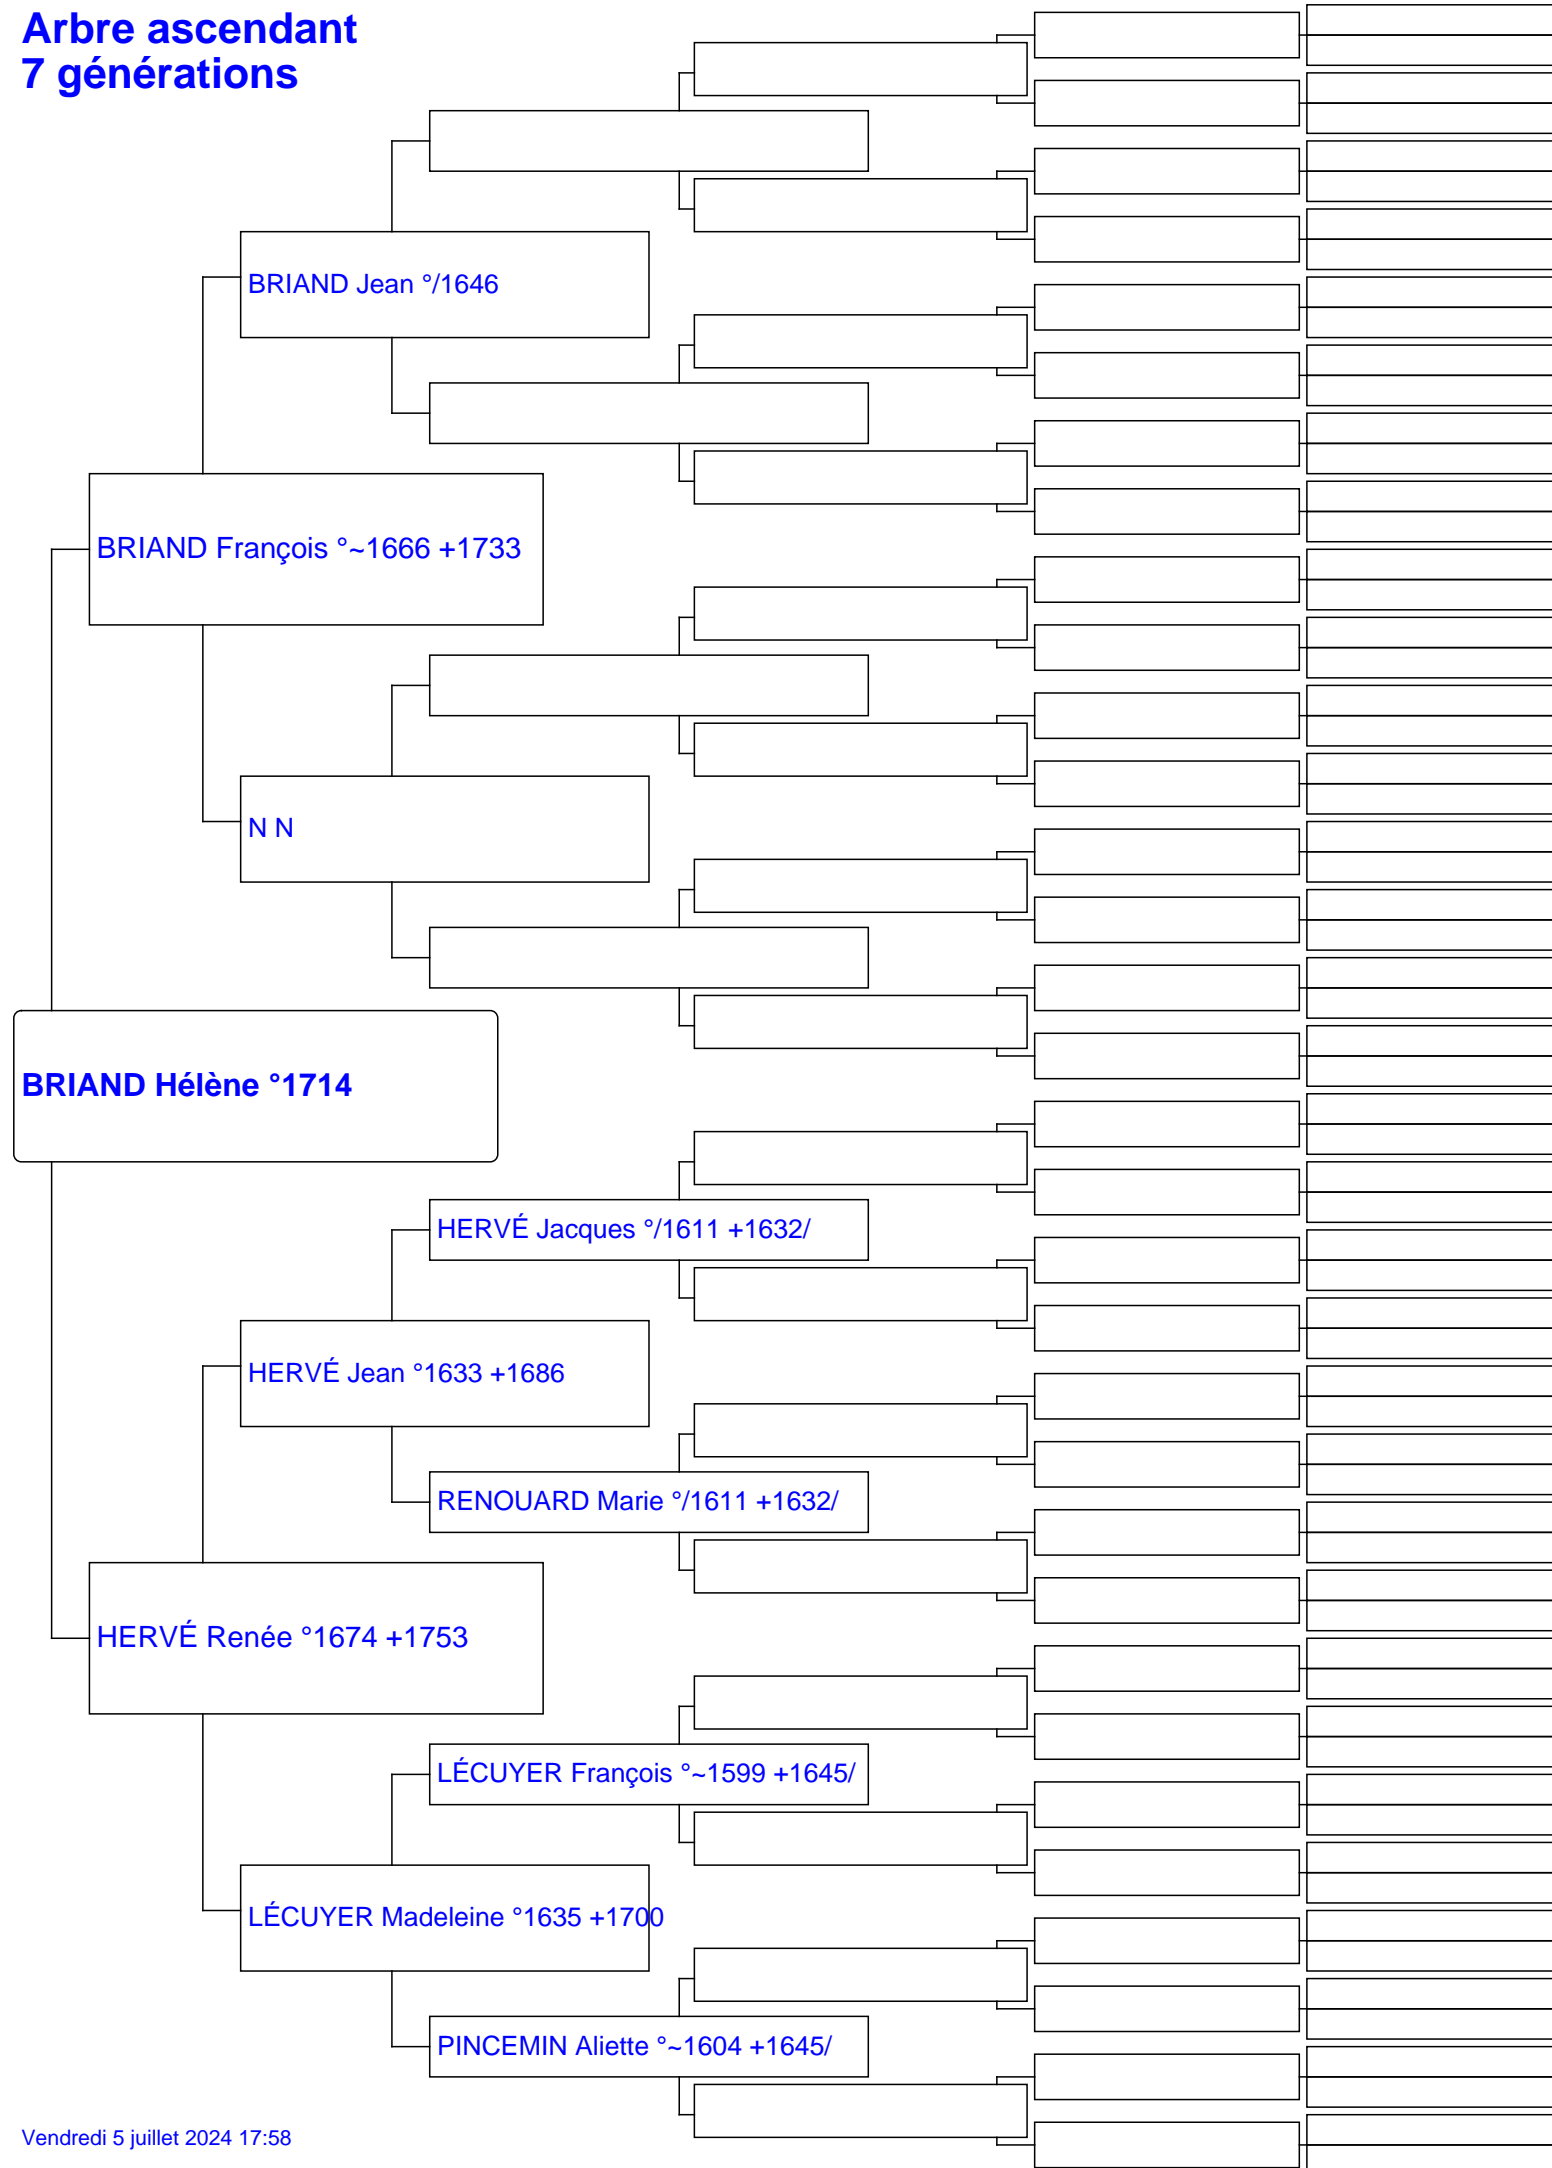 Arbre ascendant
7 générations
BRIAND Jean °/1646
BRIAND François °~1666 +1733
N N
BRIAND Hélène °1714
HERVÉ Jacques °/1611 +1632/
HERVÉ Jean °1633 +1686
RENOUARD Marie °/1611 +1632/
HERVÉ Renée °1674 +1753
LÉCUYER François °~1599 +1645/
LÉCUYER Madeleine °1635 +1700
PINCEMIN Aliette °~1604 +1645/
Vendredi 5 juillet 2024 17:58